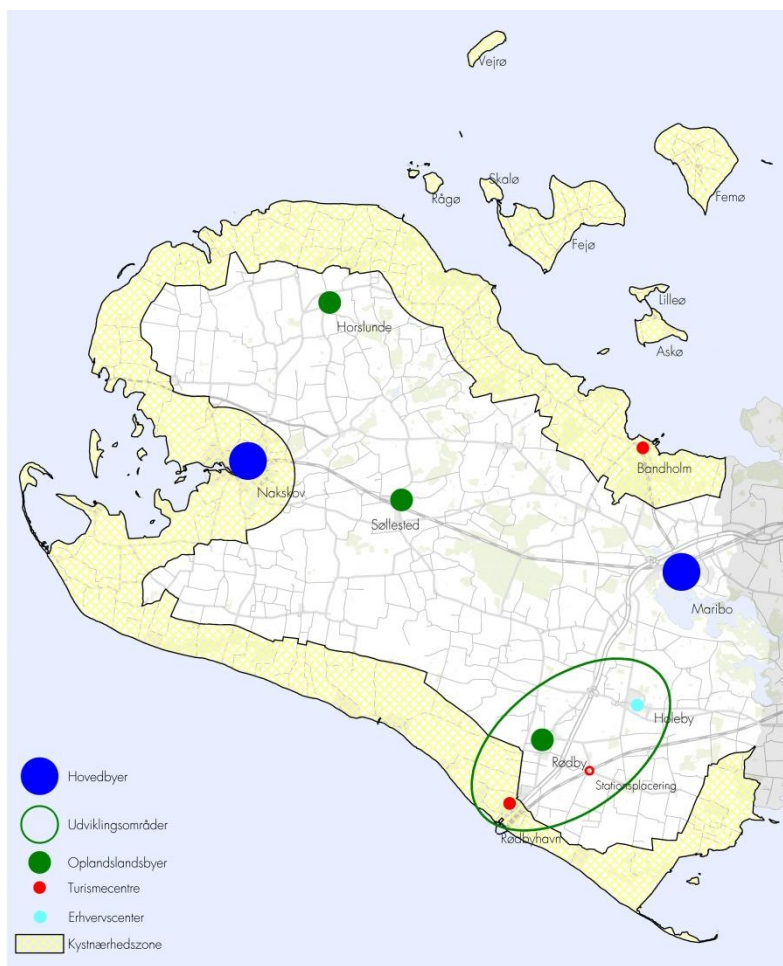 Vejrø
Skalø
Rågø
Femø
Fejø
Lilleø
Horslunde
Askø
Bandholm
Nakskov
Søllested
Maribo
Holeby
Rødby
Stationsplacering
Rødbyhavn
Hovedbyer
Udviklingsområder
Oplandslandsbyer
Turismecentre
Erhvervscenter
Kystnærhedszone